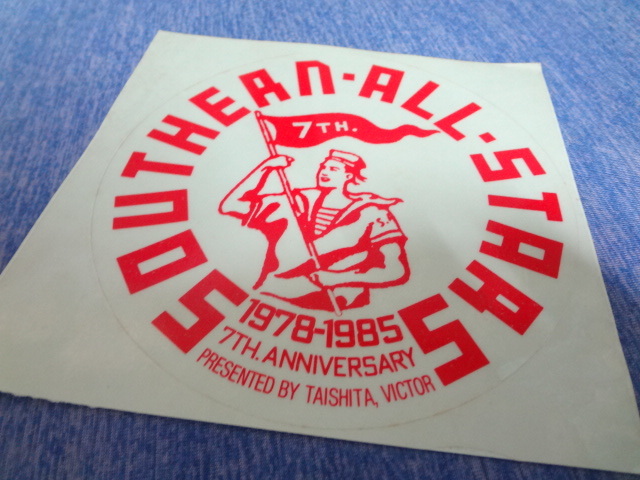 SOUTHERN-ALL-STARS
7TH.
1978-1985
7TH. ANNIVERSARY
PRESENTED BY TAISHITA, VICTOR